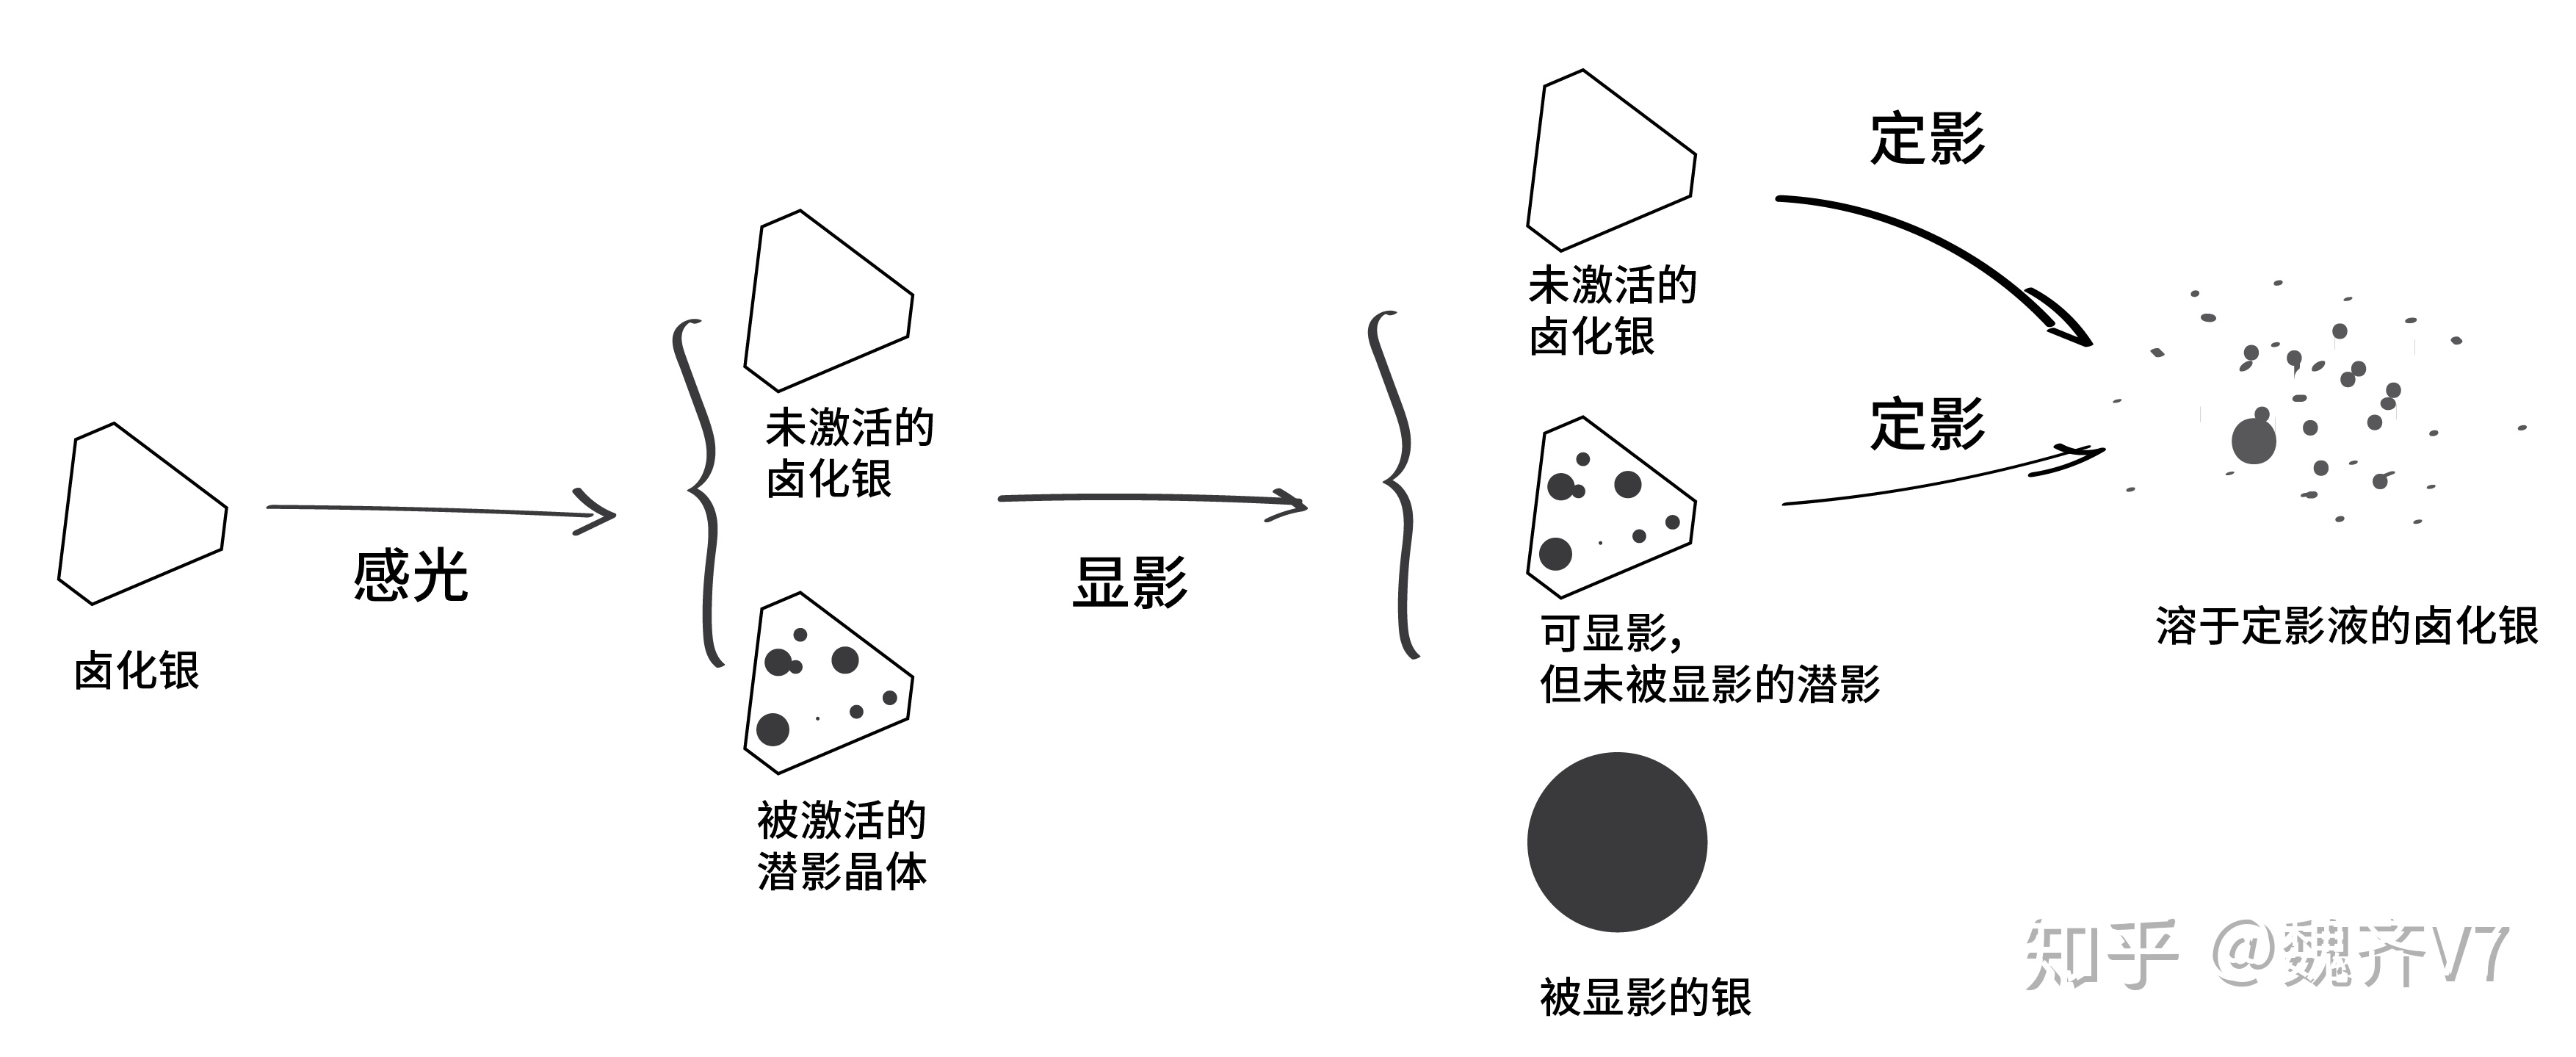 卤化银
感光
未激活的
卤化银
被激活的
潜影晶体
显影
未激活的
卤化银
可显影，
但未被显影的潜影
被显影的银
定影
定影
溶于定影液的卤化银
知乎 @魏齐V7